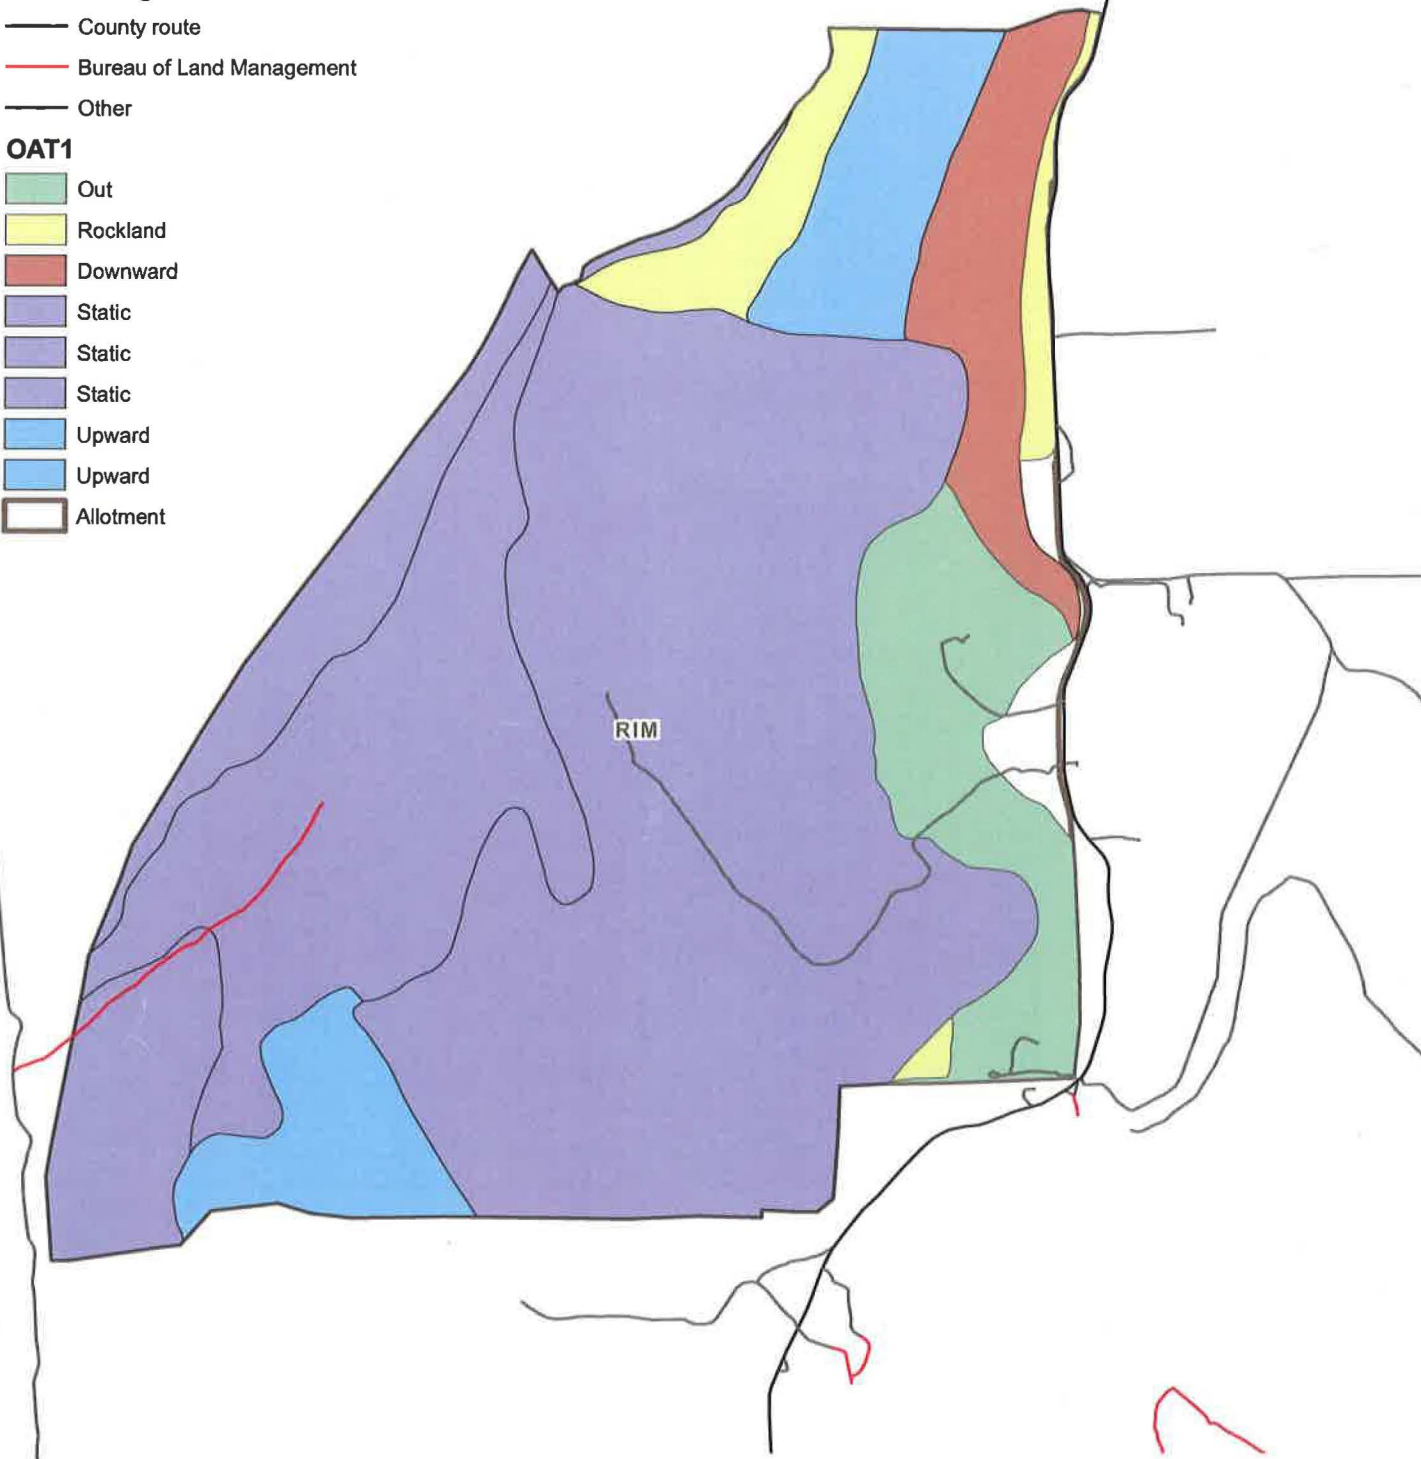 County route
Bureau of Land Management
Other
OAT1
Out
Rockland
Downward
Static
Static
Static
Upward
Upward
Allotment
RIM